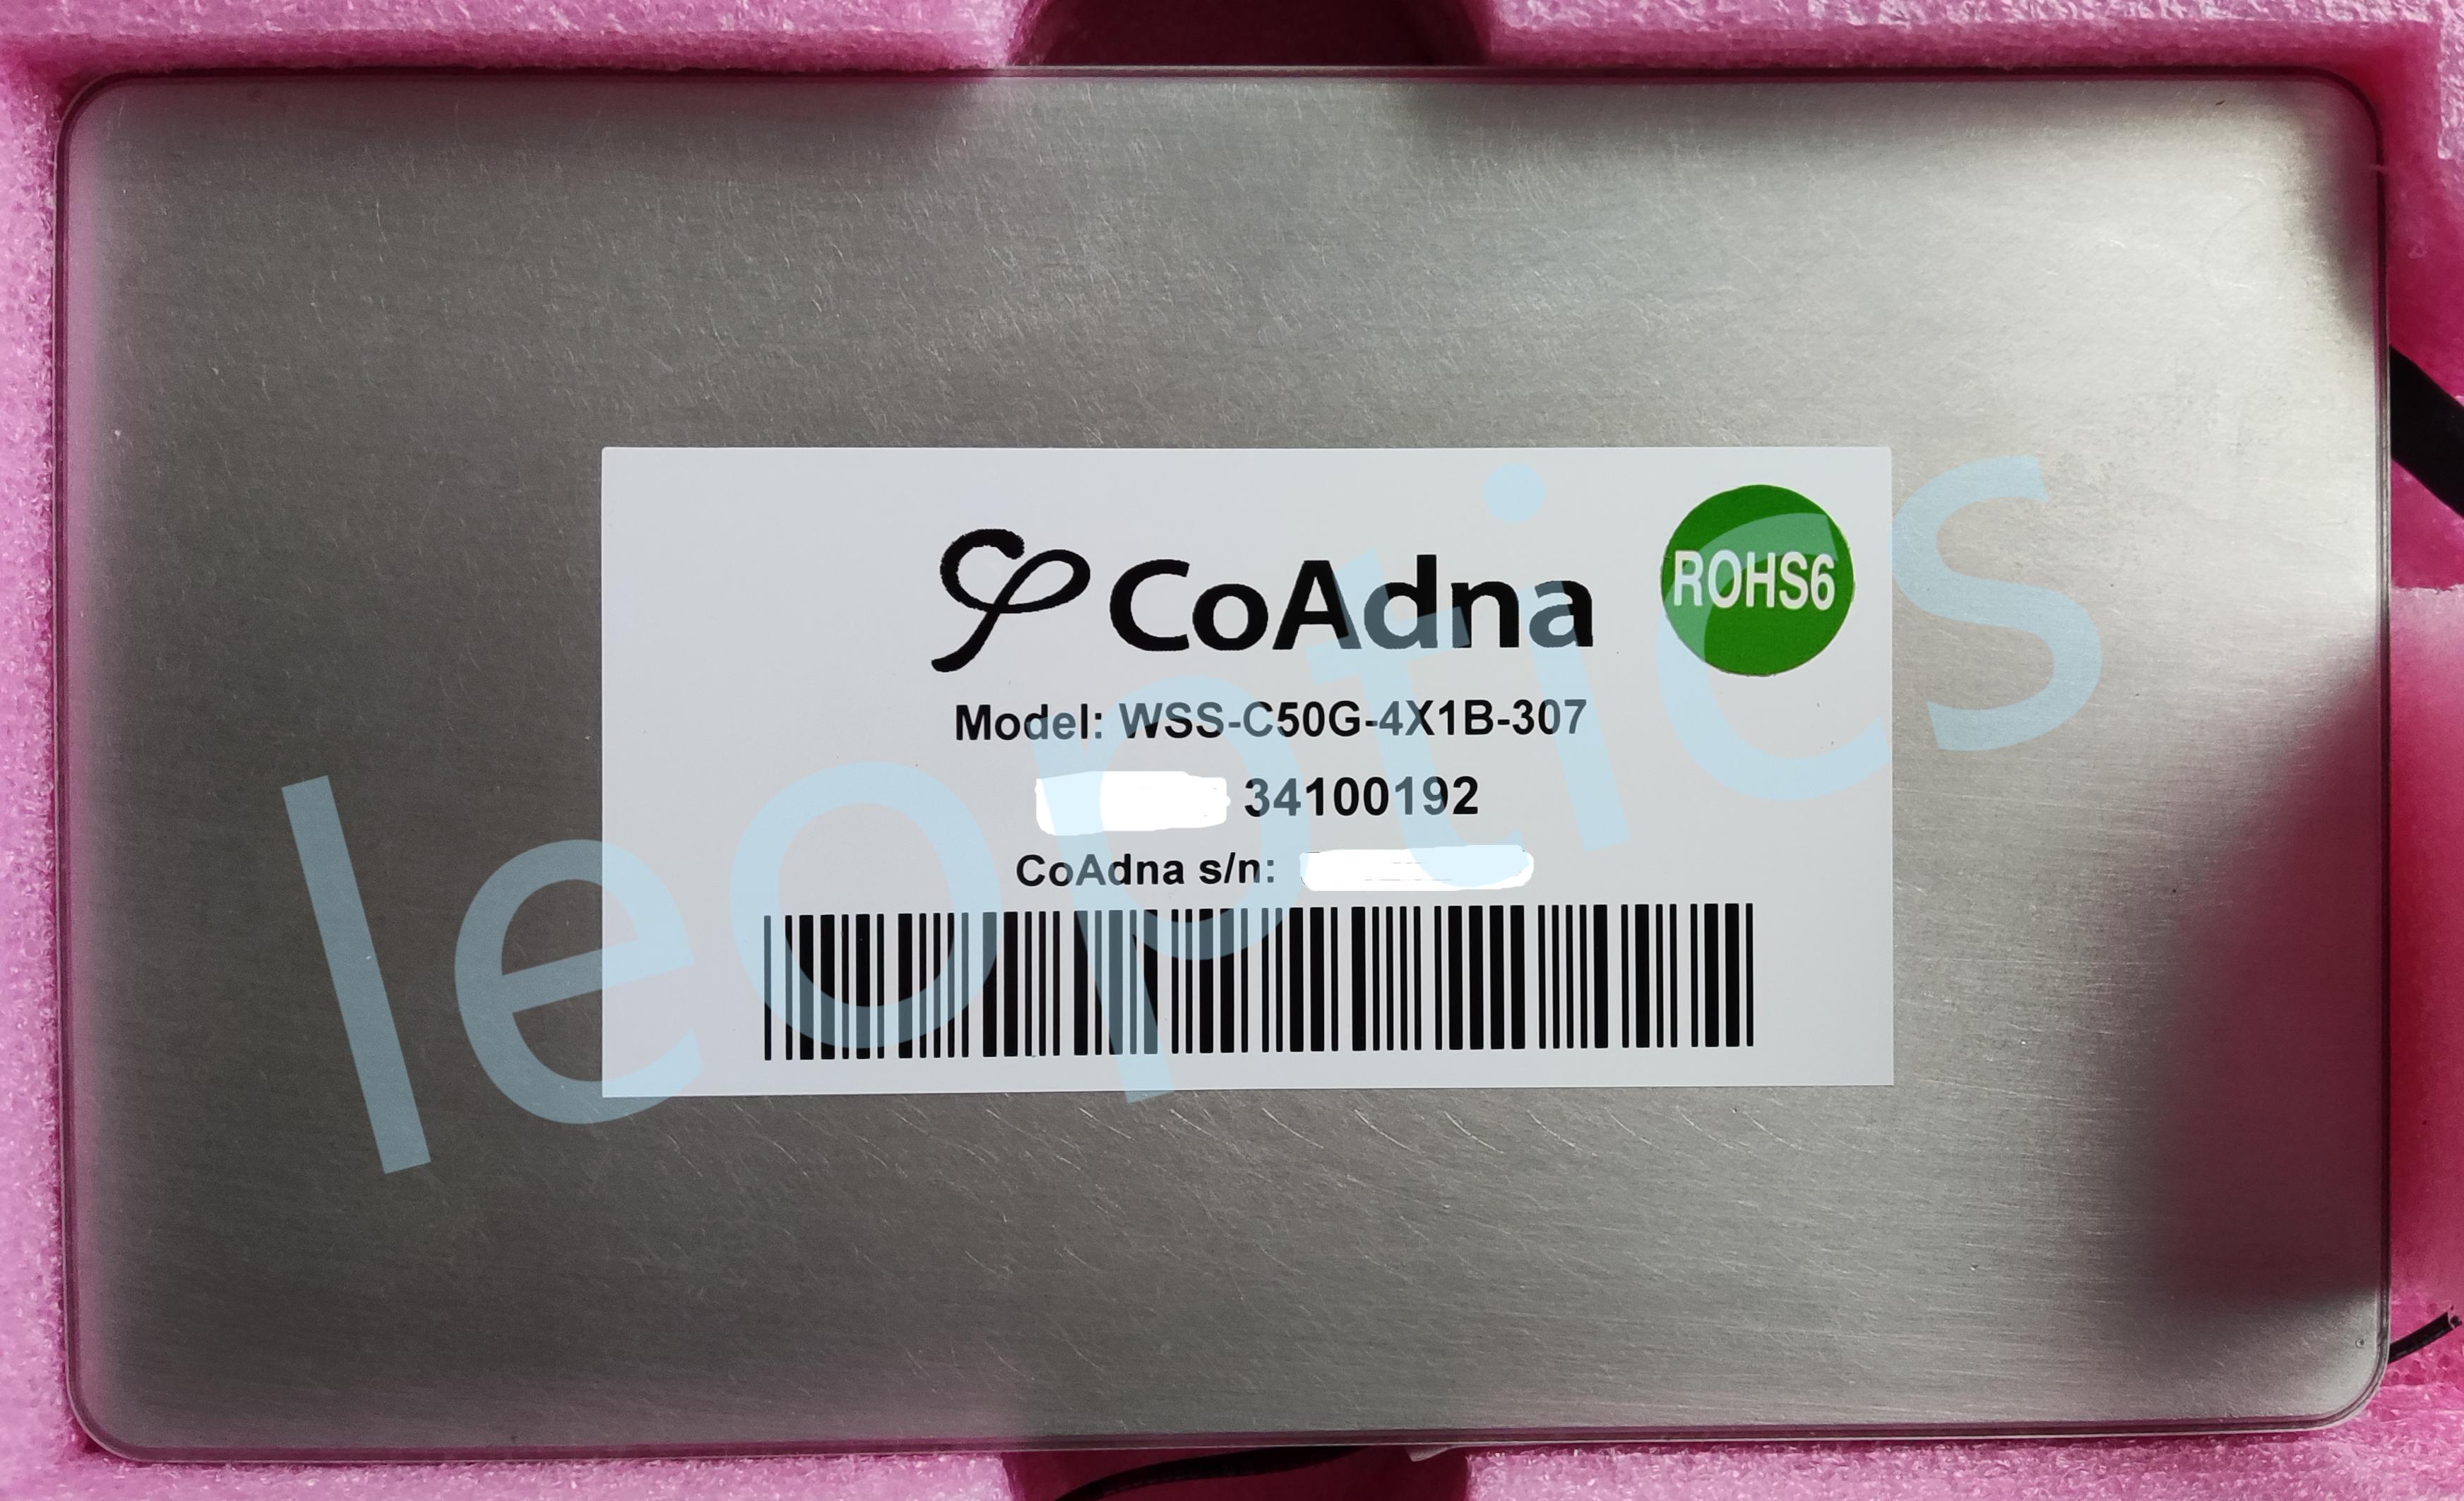 CoAdna
ROHS6
Model: WSS-C50G-4X1B-307
34100192
CoAdna s/n:
leoptics